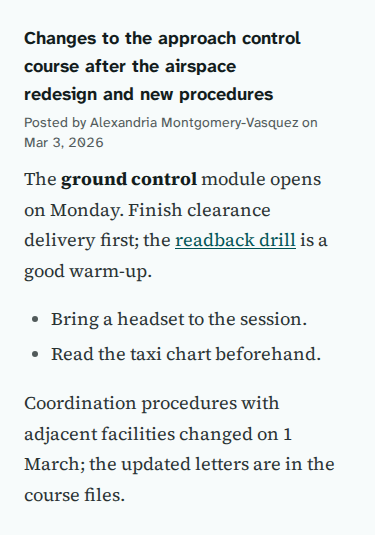 Changes to the approach control
course after the airspace
redesign and new procedures
Posted by Alexandria Montgomery-Vasquez on
Mar 3, 2026
The ground control module opens
on Monday. Finish clearance
delivery first; the readback drill is a
good warm-up.
• Bring a headset to the session.
• Read the taxi chart beforehand.
Coordination procedures with
adjacent facilities changed on 1
March; the updated letters are in the
course files.